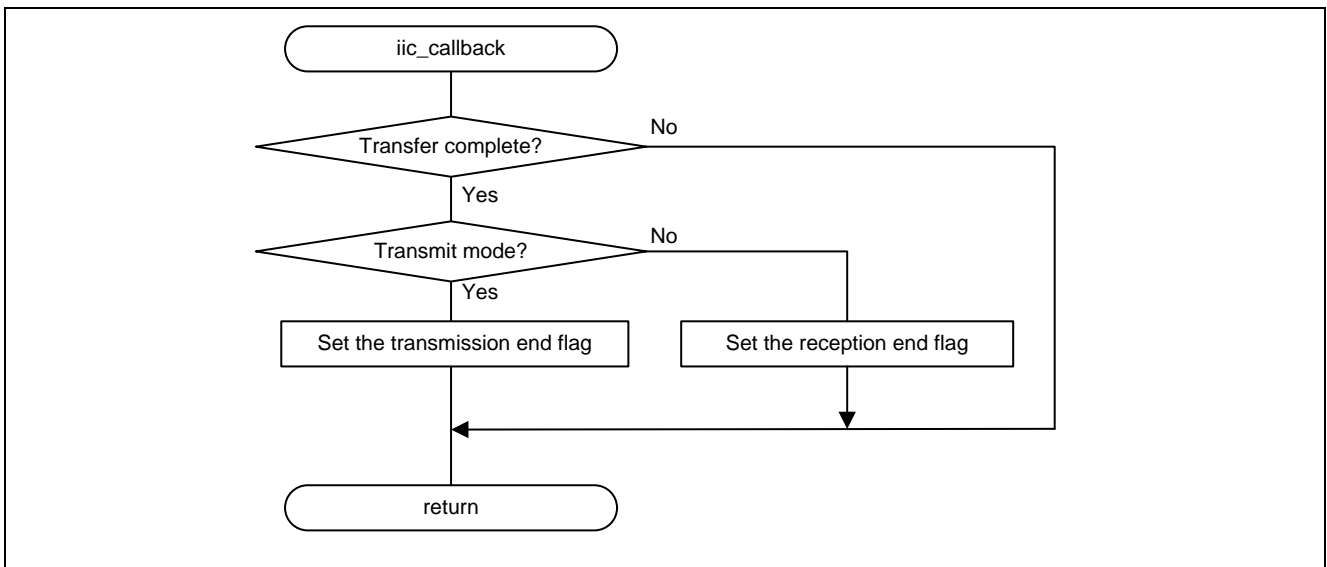 iic_callback
Transfer complete?
No
Yes
Transmit mode?
No
Yes
Set the transmission end flag
Set the reception end flag
return